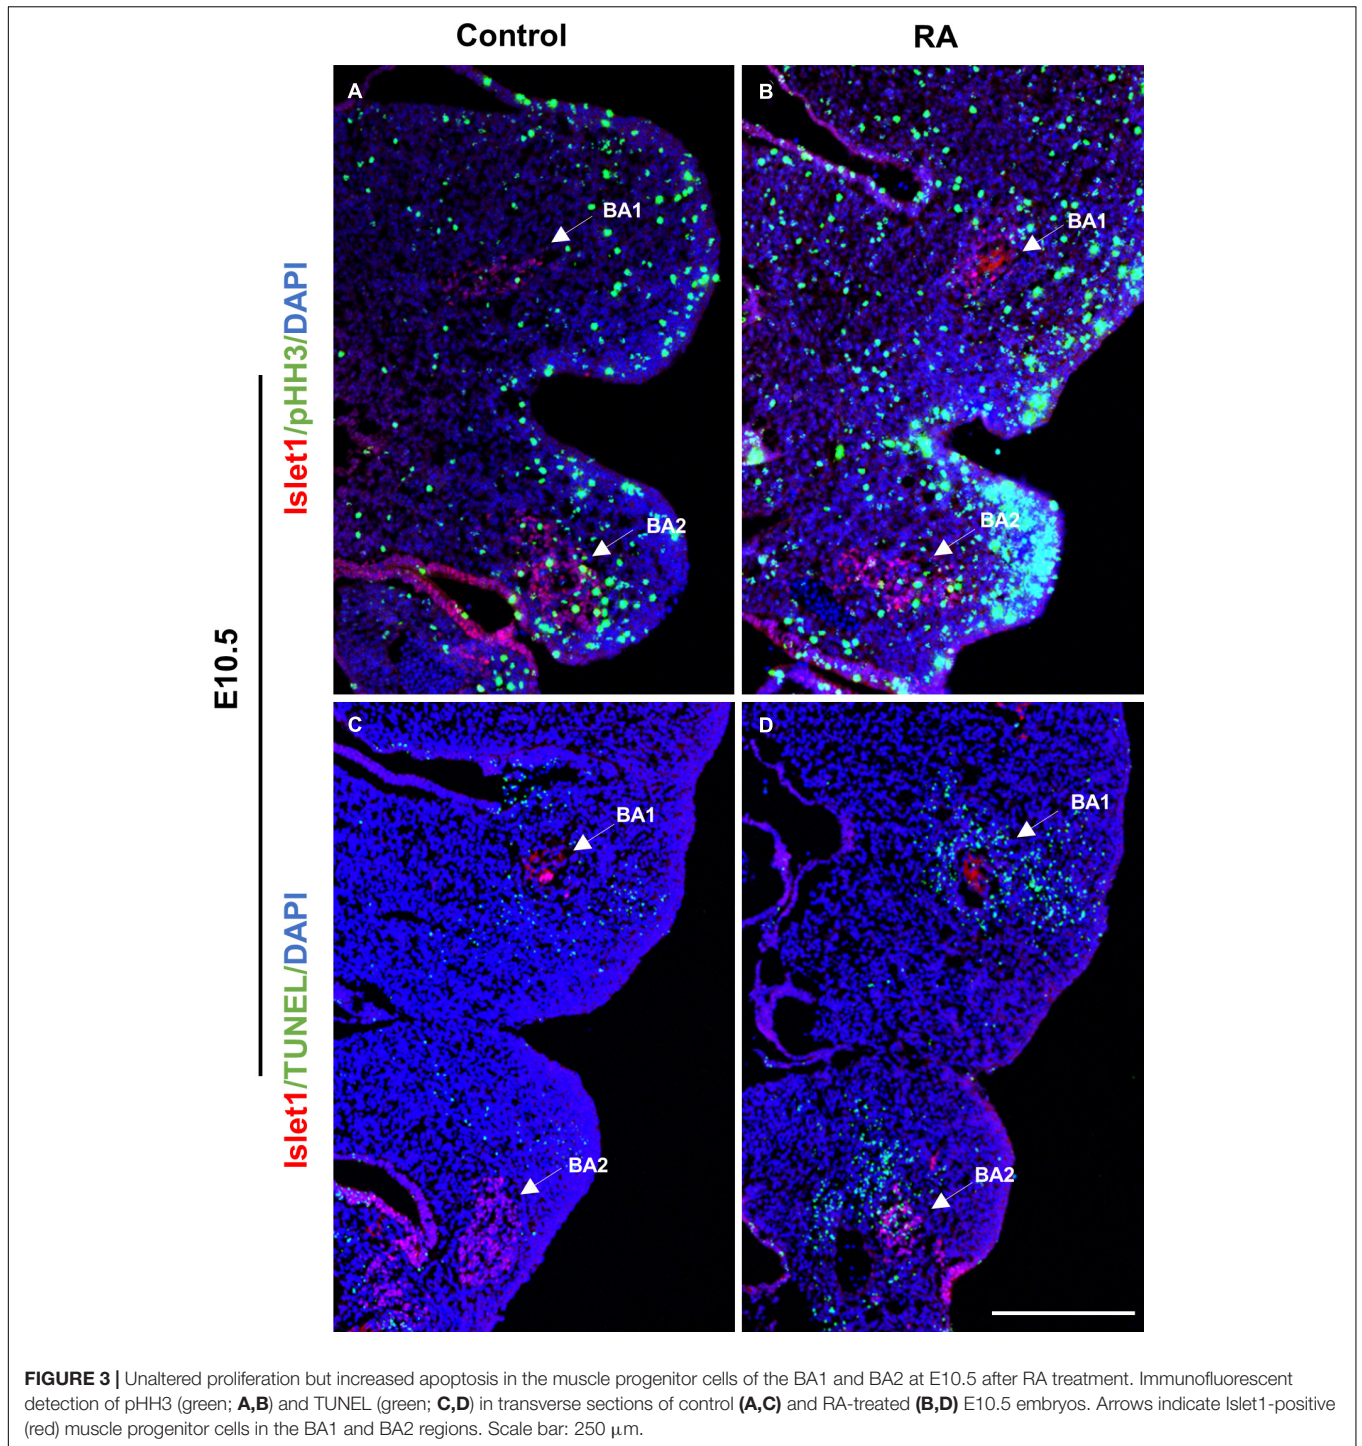 Control RA
A B
BA1 BA1
BA2 BA2
Islet1/pHH3/DAPI
E10.5
C D
BA1 BA1
BA2 BA2
Islet1/TUNEL/DAPI
FIGURE 3 | Unaltered proliferation but increased apoptosis in the muscle progenitor cells of the BA1 and BA2 at E10.5 after RA treatment. Immunofluorescent
detection of pHH3 (green; A,B) and TUNEL (green; C,D) in transverse sections of control (A,C) and RA-treated (B,D) E10.5 embryos. Arrows indicate Islet1-positive
(red) muscle progenitor cells in the BA1 and BA2 regions. Scale bar: 250 μm.